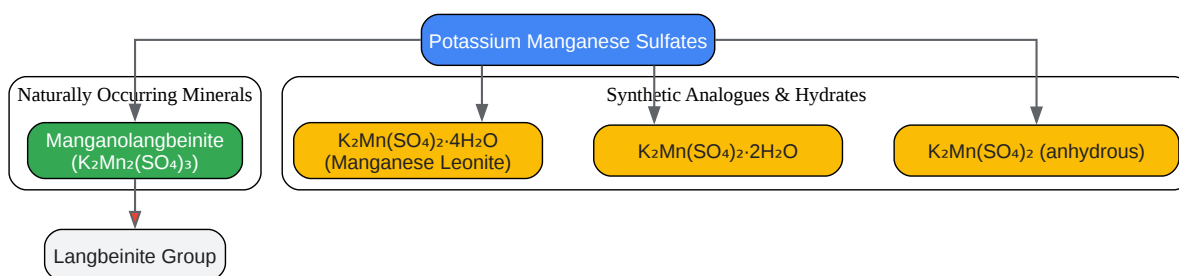 Potassium Manganese Sulfates
Naturally Occurring Minerals
Synthetic Analogues & Hydrates
Manganolangbeinite
(K₂Mn₂(SO₄)₃)
K₂Mn(SO₄)₂·4H₂O
(Manganese Leonite)
K₂Mn(SO₄)₂·2H₂O
K₂Mn(SO₄)₂ (anhydrous)
Langbeinite Group